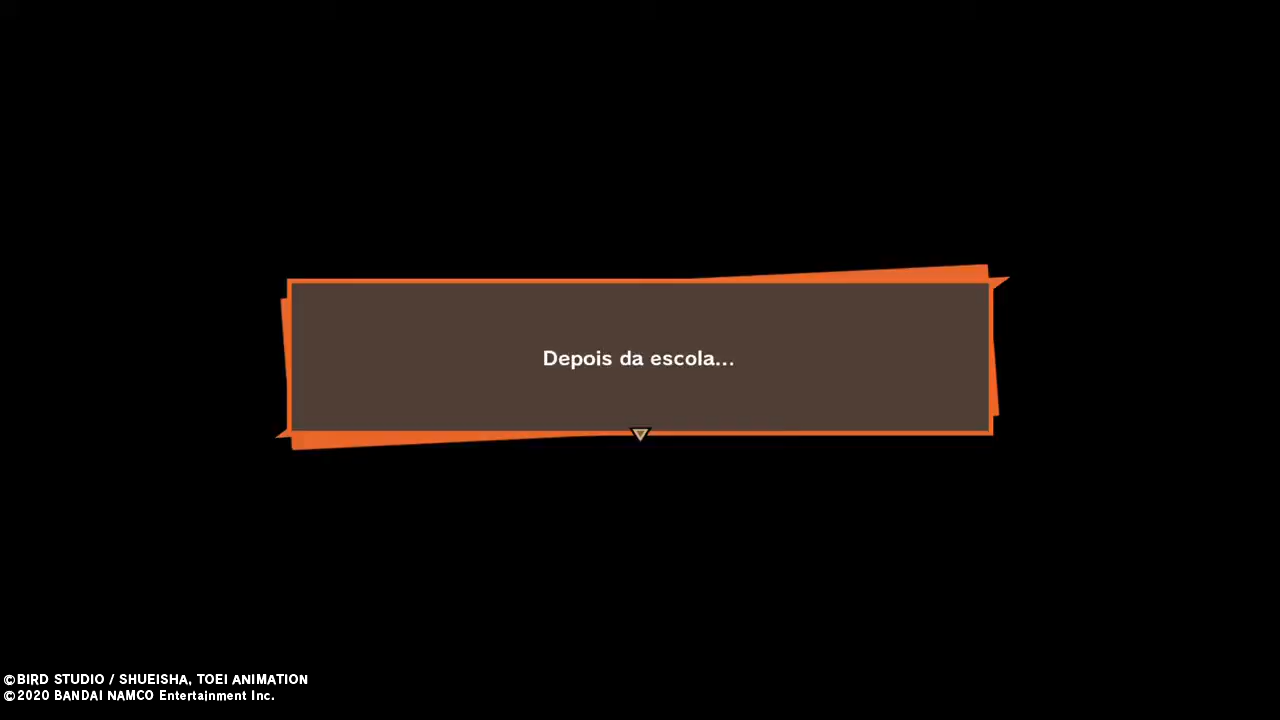 Depois da escola...
©BIRD STUDIO / SHUEISHA, TOEI ANIMATION
©2020 BANDAI NAMCO Entertainment Inc.